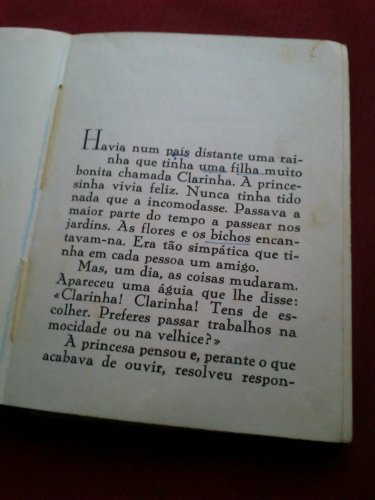 Havia num país distante uma rai-
nha que tinha uma filha muito
bonita chamada Clarinha. A prince-
sinha vivia feliz. Nunca tinha tido
nada que a incomodasse. Passava a
maior parte do tempo a passear nos
jardins. As flores e os bichos encan-
tavam-na. Era tão simpática que ti-
nha em cada pessoa um amigo.
Mas, um dia, as coisas mudaram.
Apareceu uma águia que lhe disse:
«Clarinha! Clarinha! Tens de es-
colher. Preferes passar trabalhos na
mocidade ou na velhice?»
A princesa pensou e, perante o que
acabava de ouvir, resolveu respon-